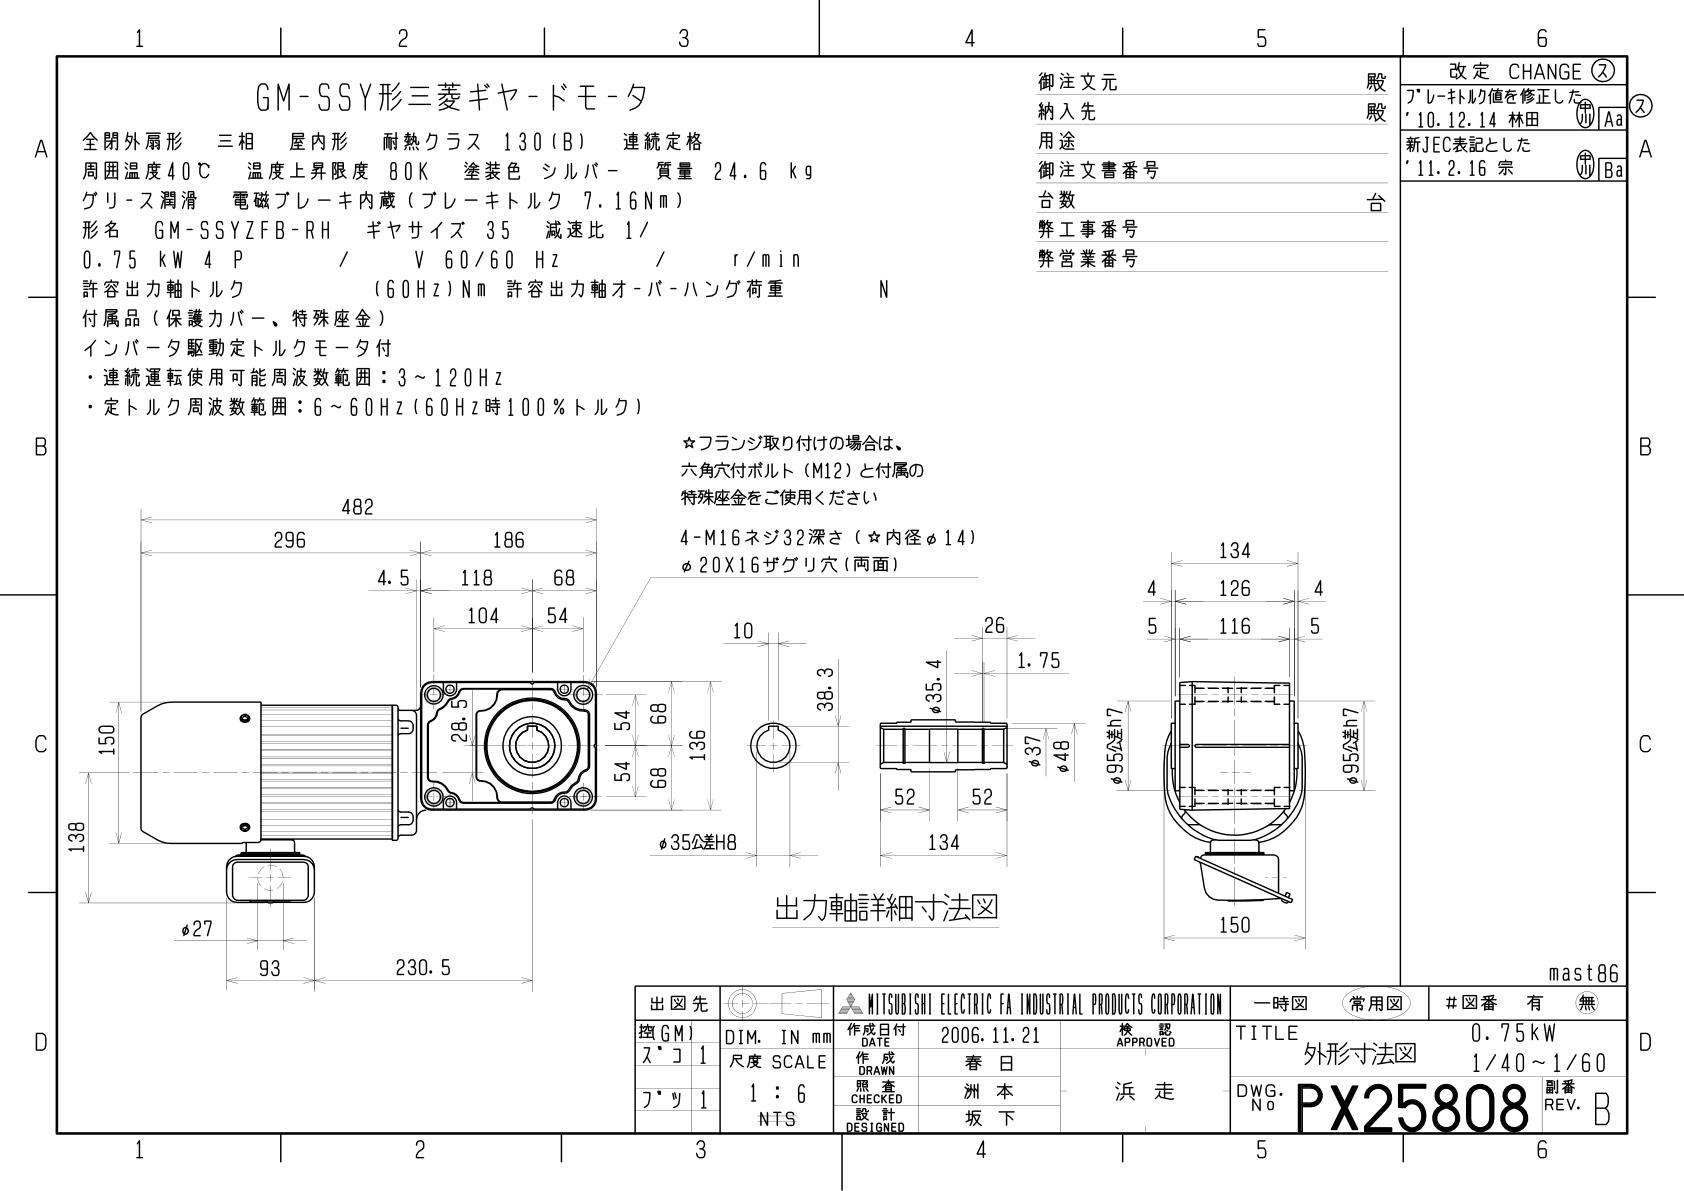 1 2 3 4 5 6
GM-SSY形三菱ギヤ-ドモ-タ
全閉外扇形 三相 屋内形 耐熱クラス 130(B) 連続定格
周囲温度40℃ 温度上昇限度 80K 塗装色 シルバー 質量 24.6 kg
グリ-ス潤滑 電磁ブレーキ内蔵(ブレーキトルク 7.16Nm)
形名 GM-SSYZFB-RH ギヤサイズ 35 減速比 1/
0.75 kW 4 P / V 60/60 Hz / r/min
許容出力軸トルク (60Hz)Nm 許容出力軸オ-バ-ハング荷重 N
付属品(保護カバー、特殊座金)
インバータ駆動定トルクモータ付
・連続運転使用可能周波数範囲：3~120Hz
・定トルク周波数範囲：6~60Hz(60Hz時100%トルク)
御注文元 殿
納入先 殿
用途
御注文書番号
台数 台
弊工事番号
弊営業番号
改定 CHANGE ス
ブレーキトルク値を修正した
'10.12.14 林田 Aa ス
新JEC表記とした
'11.2.16 宗 Ba
A A
B B
C C
D D
☆フランジ取り付けの場合は、
六角穴付ボルト(M12)と付属の
特殊座金をご使用ください
4-M16ネジ32深さ(☆内径φ14)
φ20X16ザグリ穴(両面)
482
296 186
4.5 118 68
104 54
28.5
54 68
136
54 68
150
138
φ27
93 230.5
10
38.3
φ35公差H8
26
1.75
φ35.4
φ37
φ48
52 52
134
出力軸詳細寸法図
134
4 126 4
5 116 5
φ95公差h7
φ95公差h7
150
mast86
出図先
控(GM)
スﾞコ 1
フﾞツ 1
MITSUBISHI ELECTRIC FA INDUSTRIAL PRODUCTS CORPORATION
一時図 常用図 #図番 有 無
DIM. IN mm
尺度 SCALE
1 : 6
NTS
作成日付 DATE 2006.11.21
作成 DRAWN 春日
照査 CHECKED 洲本
設計 DESIGNED 坂下
検認 APPROVED
浜走
TITLE
外形寸法図
0.75kW
1/40~1/60
DWG. No PX25808
副番 REV. B
1 2 3 4 5 6